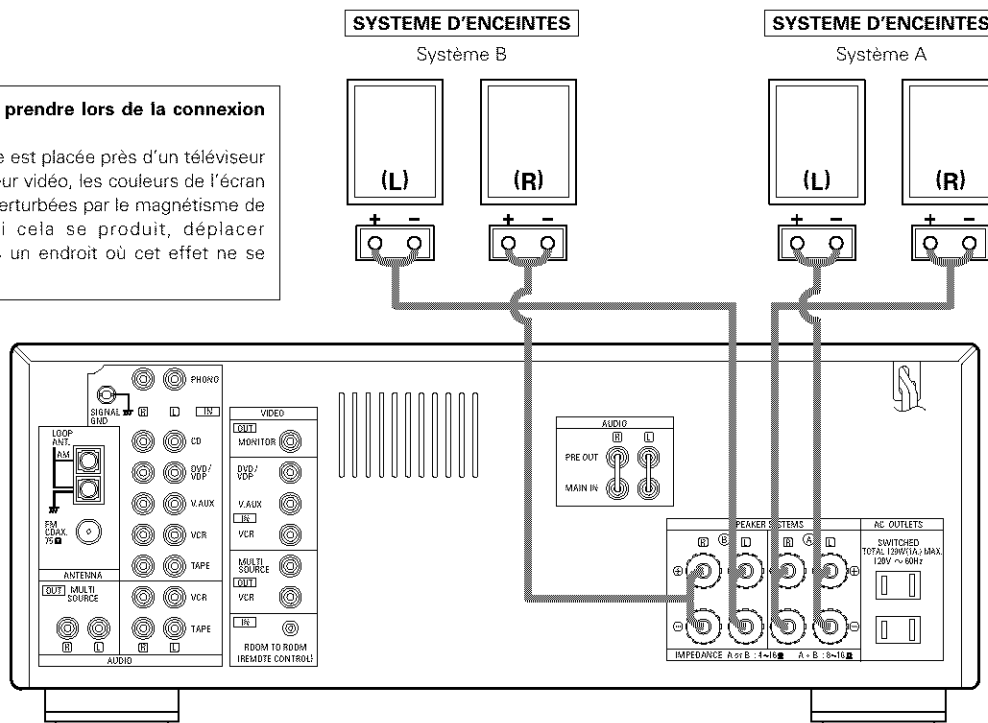 SYSTEME D'ENCEINTES
Système B
SYSTEME D'ENCEINTES
Système A
prendre lors de la connexion
e est placée près d'un téléviseur
eur vidéo, les couleurs de l'écran
erturbées par le magnétisme de
i cela se produit, déplacer
un endroit où cet effet ne se
(L)
(R)
(L)
(R)
+ -
+ -
+ -
+ -
SIGNAL GND
R L IN
PHONO
CD
DVD/ VDP
V.AUX
VCR
TAPE
VCR
TAPE
LOOP ANT.
AM
FM COAX. 75Ω
ANTENNA
OUT MULTI SOURCE
R L R L
AUDIO
VIDEO
OUT
MONITOR
DVD/ VDP
V.AUX
IN
VCR
MULTI SOURCE
OUT
VCR
IN
ROOM TO ROOM
(REMOTE CONTROL)
AUDIO
R L
PRE OUT
MAIN IN
SPEAKER SYSTEMS
R B L R A L
⊕ ⊕
⊖ ⊖
IMPEDANCE A or B : 4~16Ω A + B : 8~16Ω
AC OUTLETS
SWITCHED
TOTAL 120W(1A.) MAX.
120V ~ 60Hz